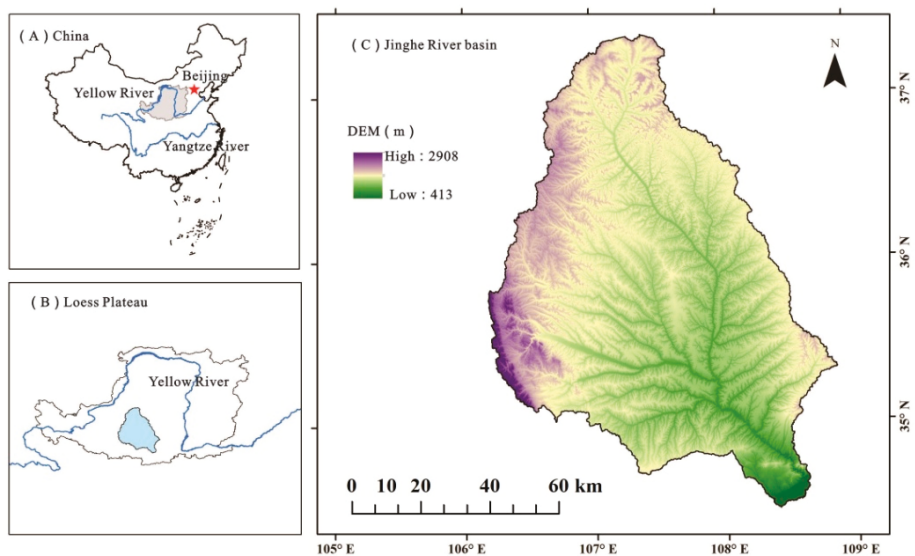 ( A ) China
Beijing
Yellow River
Yangtze River
( B ) Loess Plateau
Yellow River
( C ) Jinghe River basin
N
DEM ( m )
High : 2908
Low : 413
37° N
36° N
35° N
0 10 20 40 60 km
105° E 106° E 107° E 108° E 109° E